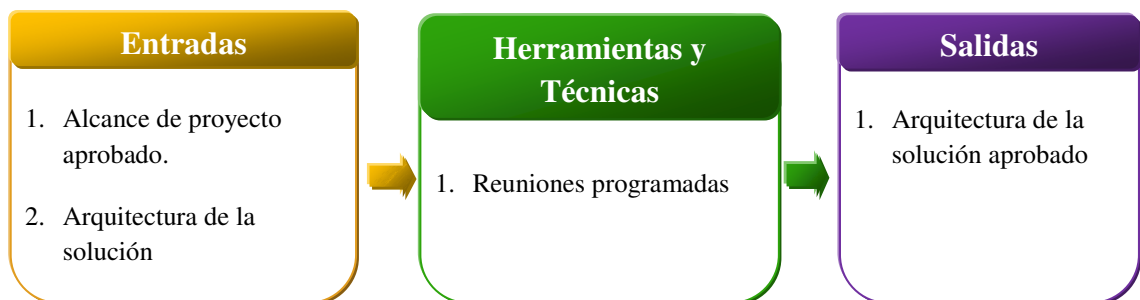 Entradas
1. Alcance de proyecto
aprobado.
2. Arquitectura de la
solución
Herramientas y
Técnicas
1. Reuniones programadas
Salidas
1. Arquitectura de la
solución aprobado